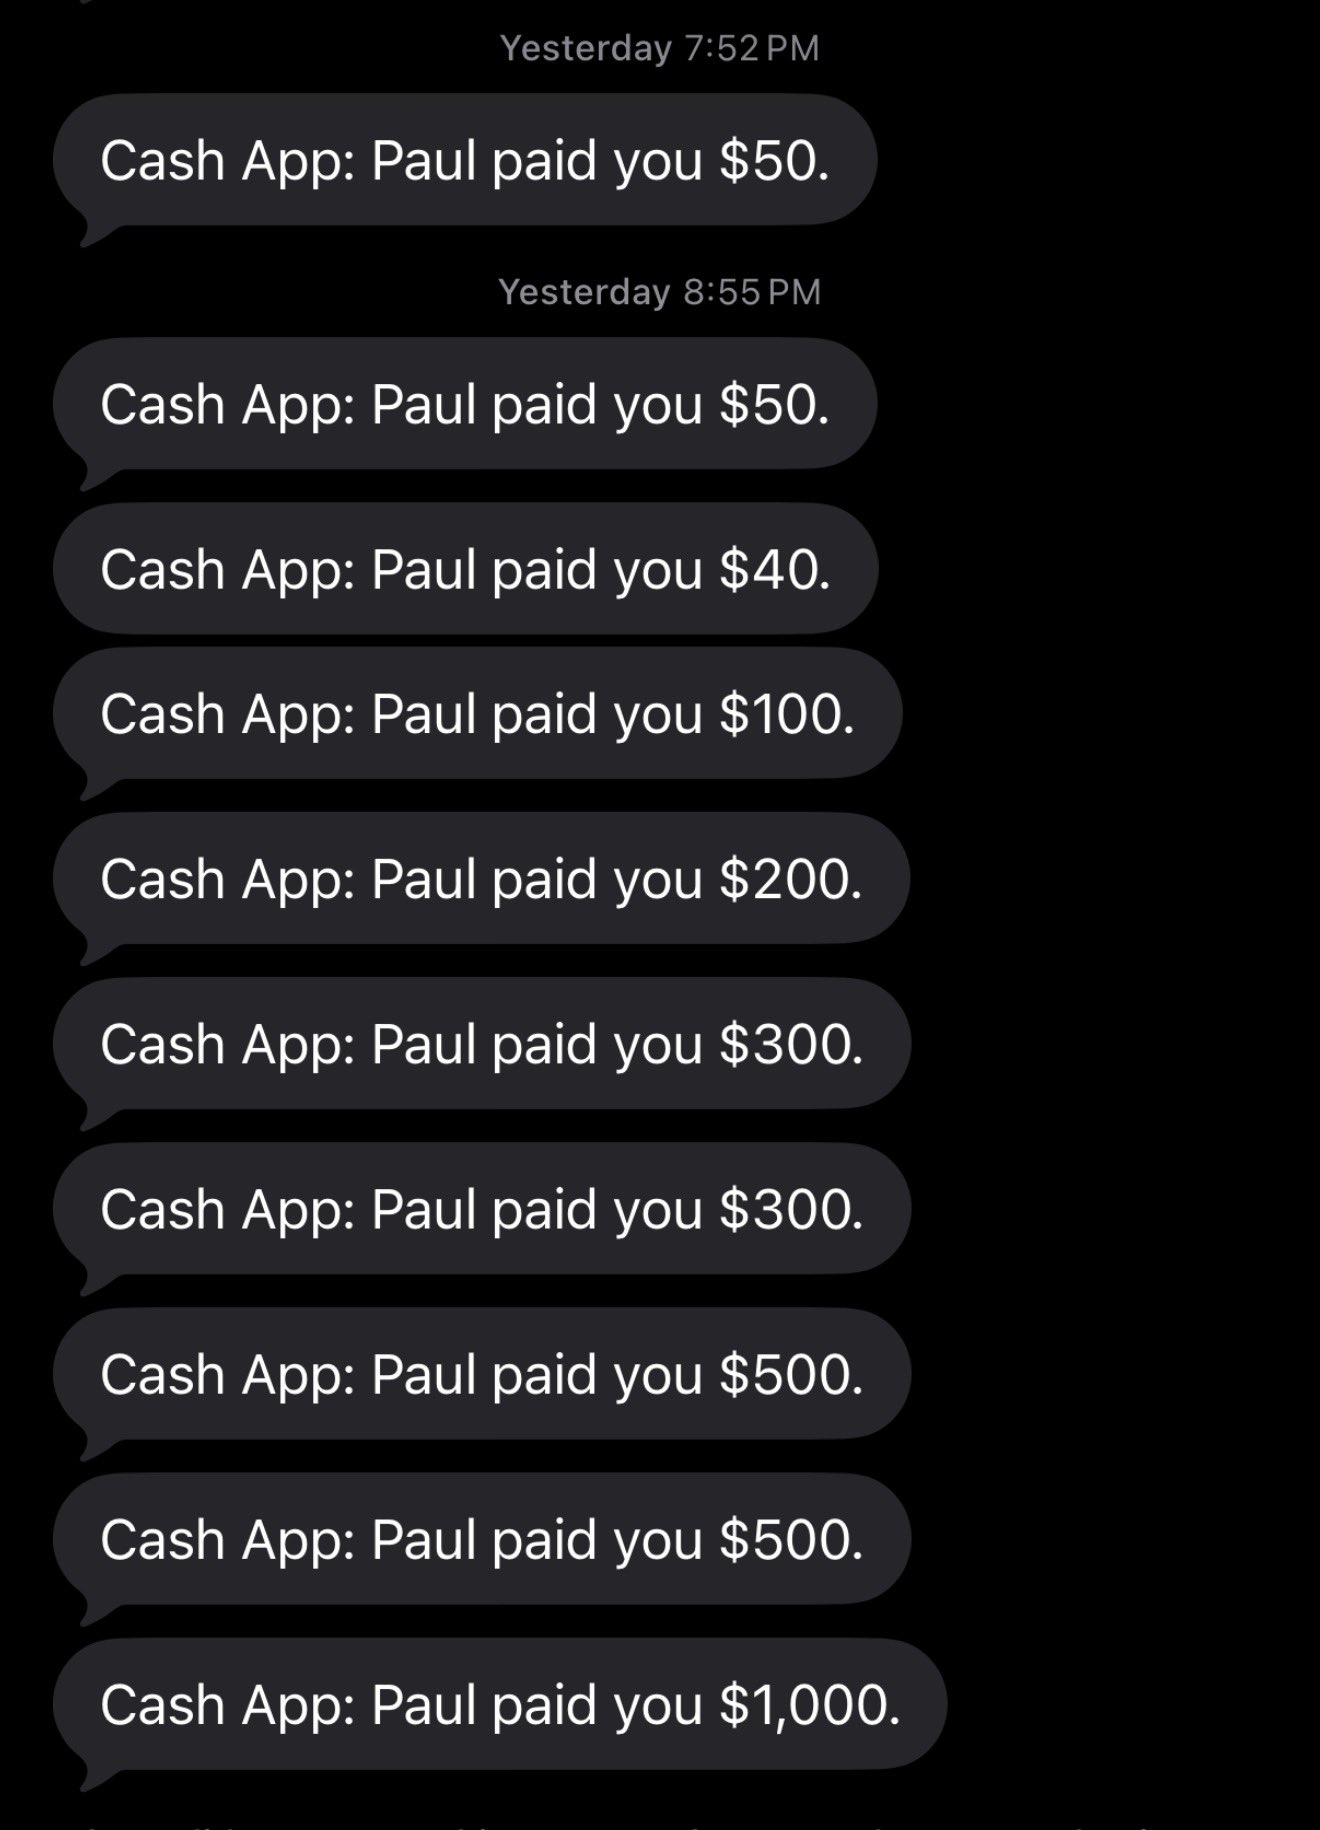 Yesterday 7:52 PM
Cash App: Paul paid you $50.
Yesterday 8:55 PM
Cash App: Paul paid you $50.
Cash App: Paul paid you $40.
Cash App: Paul paid you $100.
Cash App: Paul paid you $200.
Cash App: Paul paid you $300.
Cash App: Paul paid you $300.
Cash App: Paul paid you $500.
Cash App: Paul paid you $500.
Cash App: Paul paid you $1,000.